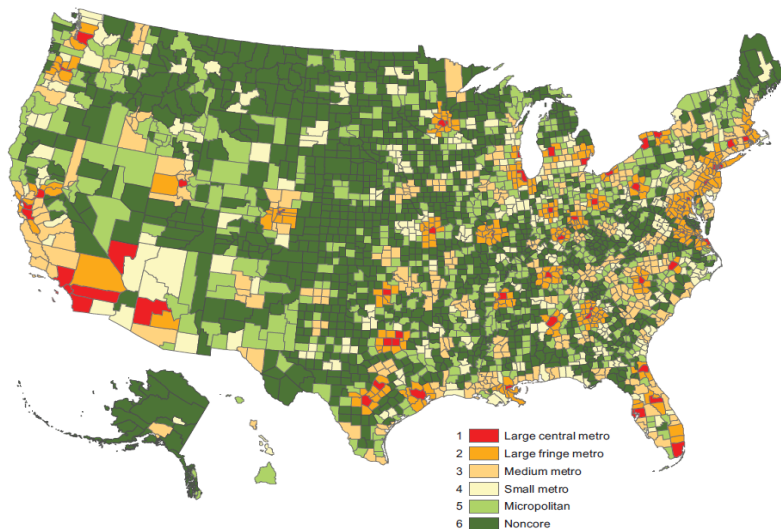 1 Large central metro
2 Large fringe metro
3 Medium metro
4 Small metro
5 Micropolitan
6 Noncore